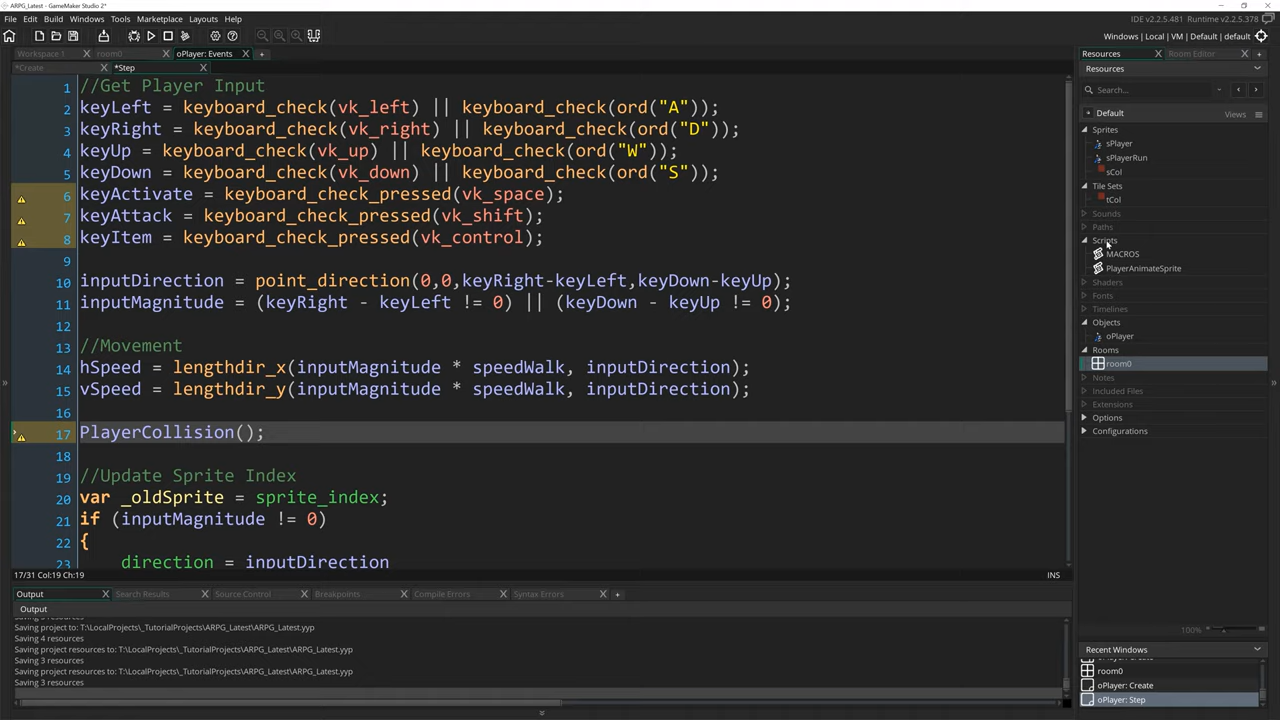 ARPG_Latest - GameMaker Studio 2*
File Edit Build Windows Tools Marketplace Layouts Help
IDE v2.2.5.481 Runtime v2.2.5.378
Windows | Local | VM | Default | default
Workspace 1 room0 oPlayer: Events
*Create *Step
1 //Get Player Input
2 keyLeft = keyboard_check(vk_left) || keyboard_check(ord("A"));
3 keyRight = keyboard_check(vk_right) || keyboard_check(ord("D"));
4 keyUp = keyboard_check(vk_up) || keyboard_check(ord("W"));
5 keyDown = keyboard_check(vk_down) || keyboard_check(ord("S"));
6 keyActivate = keyboard_check_pressed(vk_space);
7 keyAttack = keyboard_check_pressed(vk_shift);
8 keyItem = keyboard_check_pressed(vk_control);
9
10 inputDirection = point_direction(0,0,keyRight-keyLeft,keyDown-keyUp);
11 inputMagnitude = (keyRight - keyLeft != 0) || (keyDown - keyUp != 0);
12
13 //Movement
14 hSpeed = lengthdir_x(inputMagnitude * speedWalk, inputDirection);
15 vSpeed = lengthdir_y(inputMagnitude * speedWalk, inputDirection);
16
17 PlayerCollision();
18
19 //Update Sprite Index
20 var _oldSprite = sprite_index;
21 if (inputMagnitude != 0)
22 {
23 direction = inputDirection
17/31 Col:19 Ch:19 INS
Output Search Results Source Control Breakpoints Compile Errors Syntax Errors
Output
Saving project to: T:\LocalProjects\_TutorialProjects\ARPG_Latest\ARPG_Latest.yyp
Saving 4 resources
Saving project resources to: T:\LocalProjects\_TutorialProjects\ARPG_Latest\ARPG_Latest.yyp
Saving 3 resources
Saving project resources to: T:\LocalProjects\_TutorialProjects\ARPG_Latest\ARPG_Latest.yyp
Saving 3 resources
Resources Room Editor
Resources
Search...
Default Views
Sprites
sPlayer
sPlayerRun
sCol
Tile Sets
tCol
Sounds
Paths
Scripts
MACROS
PlayerAnimateSprite
Shaders
Fonts
Timelines
Objects
oPlayer
Rooms
room0
Notes
Included Files
Extensions
Options
Configurations
100%
Recent Windows
room0
oPlayer: Create
oPlayer: Step